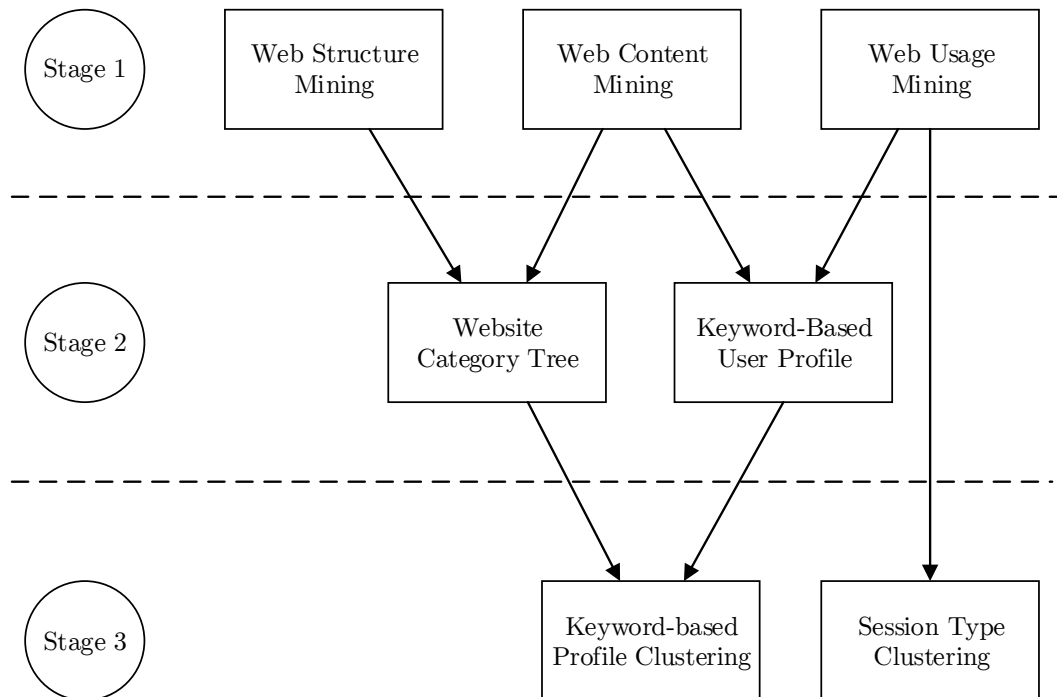 Stage 1
Web Structure
Mining
Web Content
Mining
Web Usage
Mining
Stage 2
Website
Category Tree
Keyword-Based
User Profile
Stage 3
Keyword-based
Profile Clustering
Session Type
Clustering